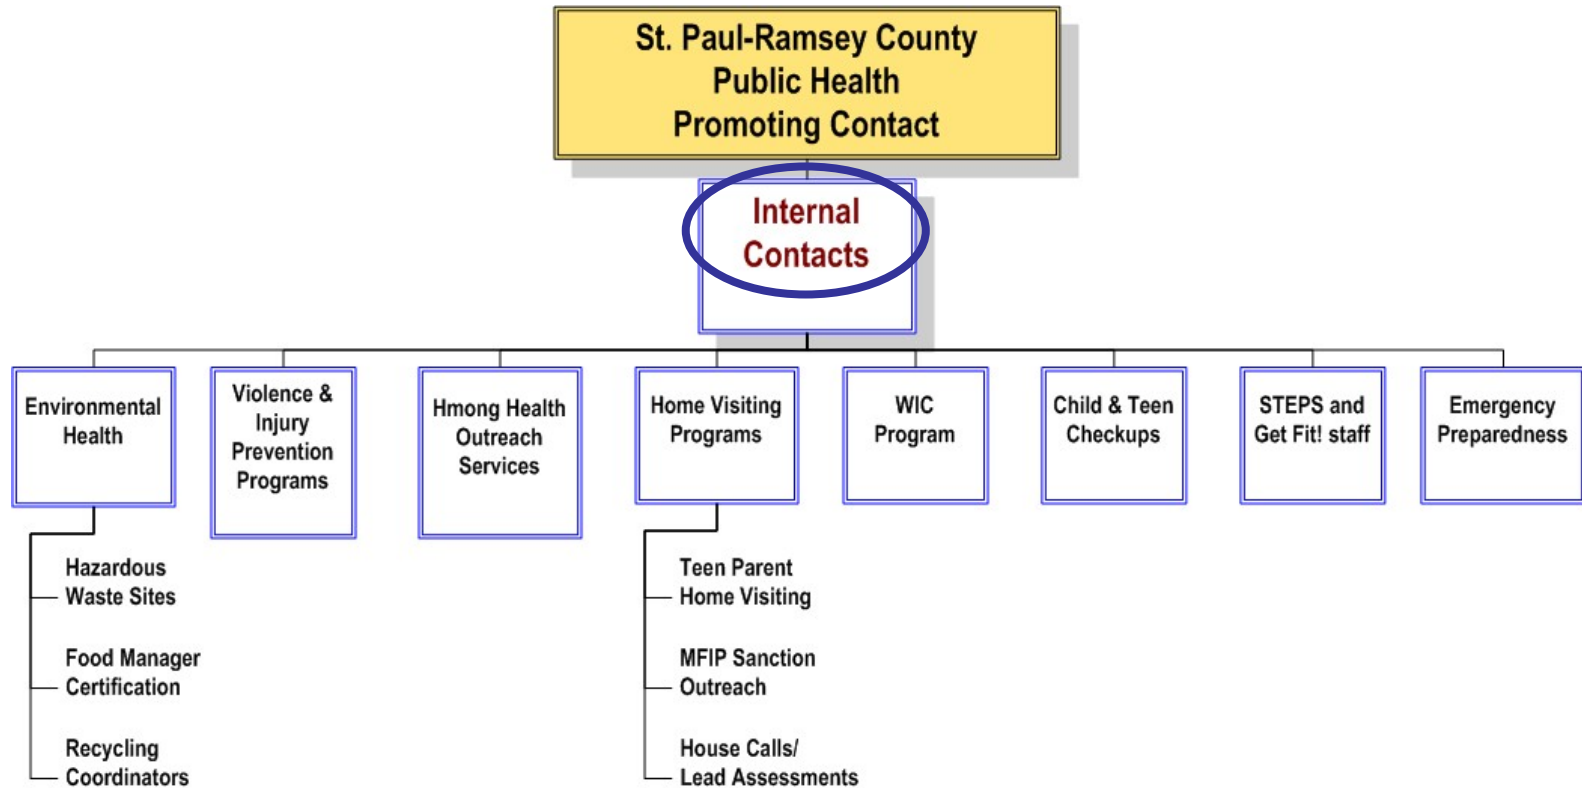 St. Paul-Ramsey County
Public Health
Promoting Contact
Internal
Contacts
Environmental
Health
Violence &
Injury
Prevention
Programs
Hmong Health
Outreach
Services
Home Visiting
Programs
WIC
Program
Child & Teen
Checkups
STEPS and
Get Fit! staff
Emergency
Preparedness
Hazardous
Waste Sites
Food Manager
Certification
Recycling
Coordinators
Teen Parent
Home Visiting
MFIP Sanction
Outreach
House Calls/
Lead Assessments